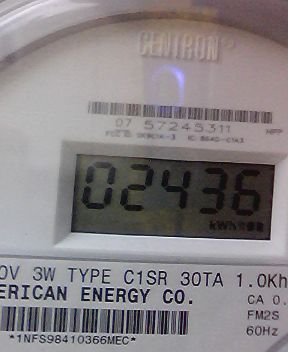 CENTRON
07 57245311
02436
0V 3W TYPE C1SR 30TA 1.0Kh
ERICAN ENERGY CO.
CA 0.
FM2S
60Hz
*1NFS98410366MEC*